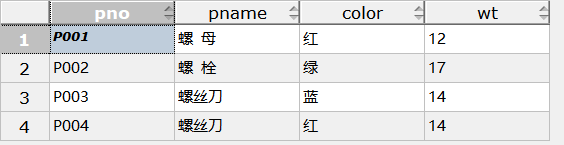 pno pname color wt
1 P001 螺 母 红 12
2 P002 螺 栓 绿 17
3 P003 螺丝刀 蓝 14
4 P004 螺丝刀 红 14